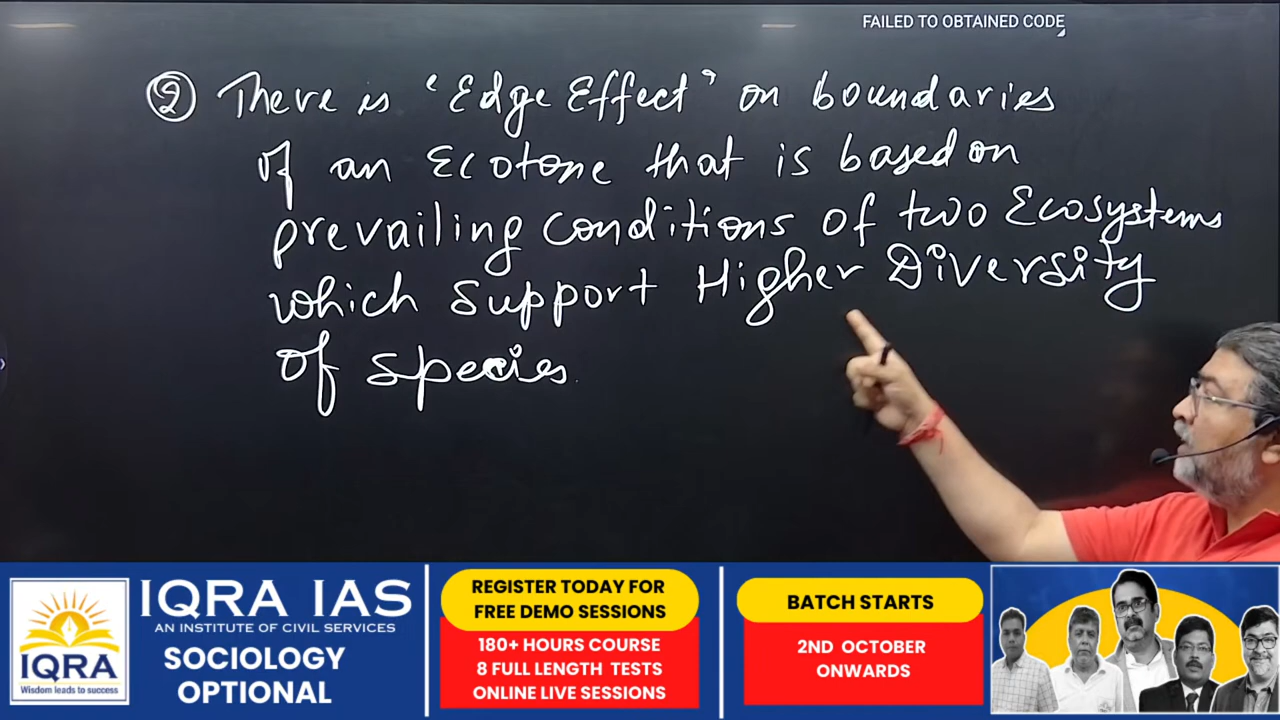 FAILED TO OBTAINED CODE
② There is 'Edge Effect' on boundaries
of an Ecotone that is based on
prevailing conditions of two Ecosystems
which support Higher Diversity
of species.
IQRA
Wisdom leads to success
IQRA IAS
AN INSTITUTE OF CIVIL SERVICES
SOCIOLOGY
OPTIONAL
REGISTER TODAY FOR
FREE DEMO SESSIONS
180+ HOURS COURSE
8 FULL LENGTH TESTS
ONLINE LIVE SESSIONS
BATCH STARTS
2ND OCTOBER
ONWARDS